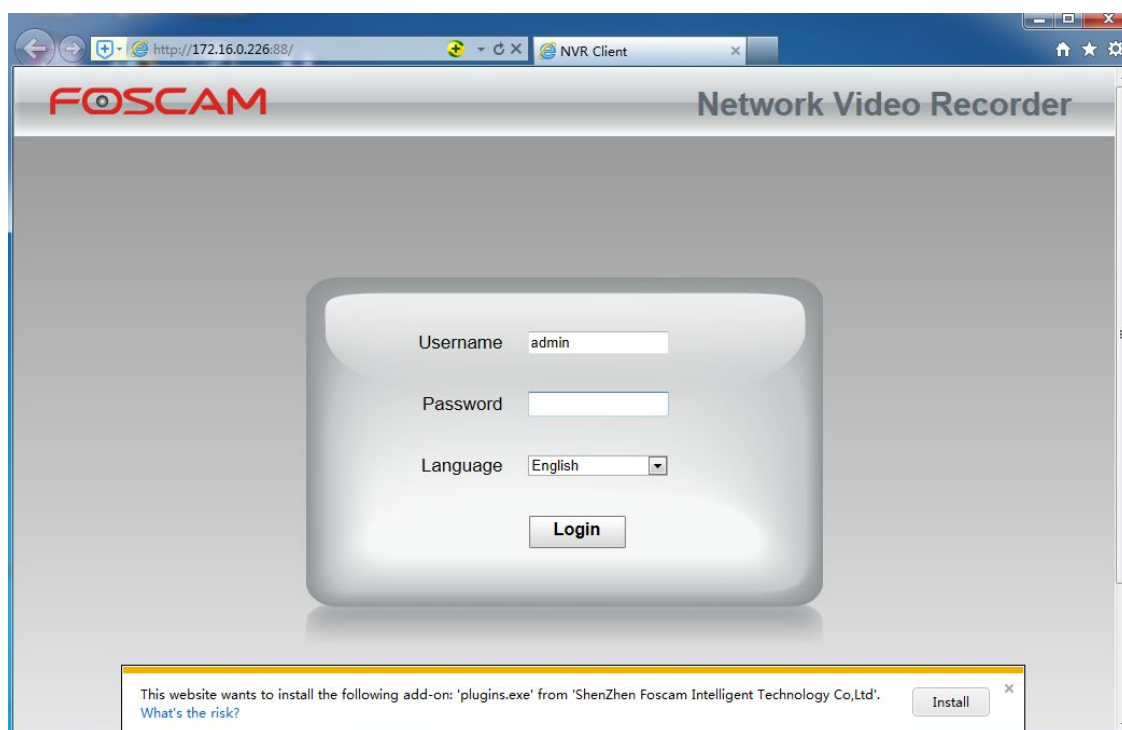 http://172.16.0.226:88/
NVR Client
FOSCAM
Network Video Recorder
Username
admin
Password
Language
English
Login
This website wants to install the following add-on: 'plugins.exe' from 'ShenZhen Foscam Intelligent Technology Co,Ltd'.
What's the risk?
Install